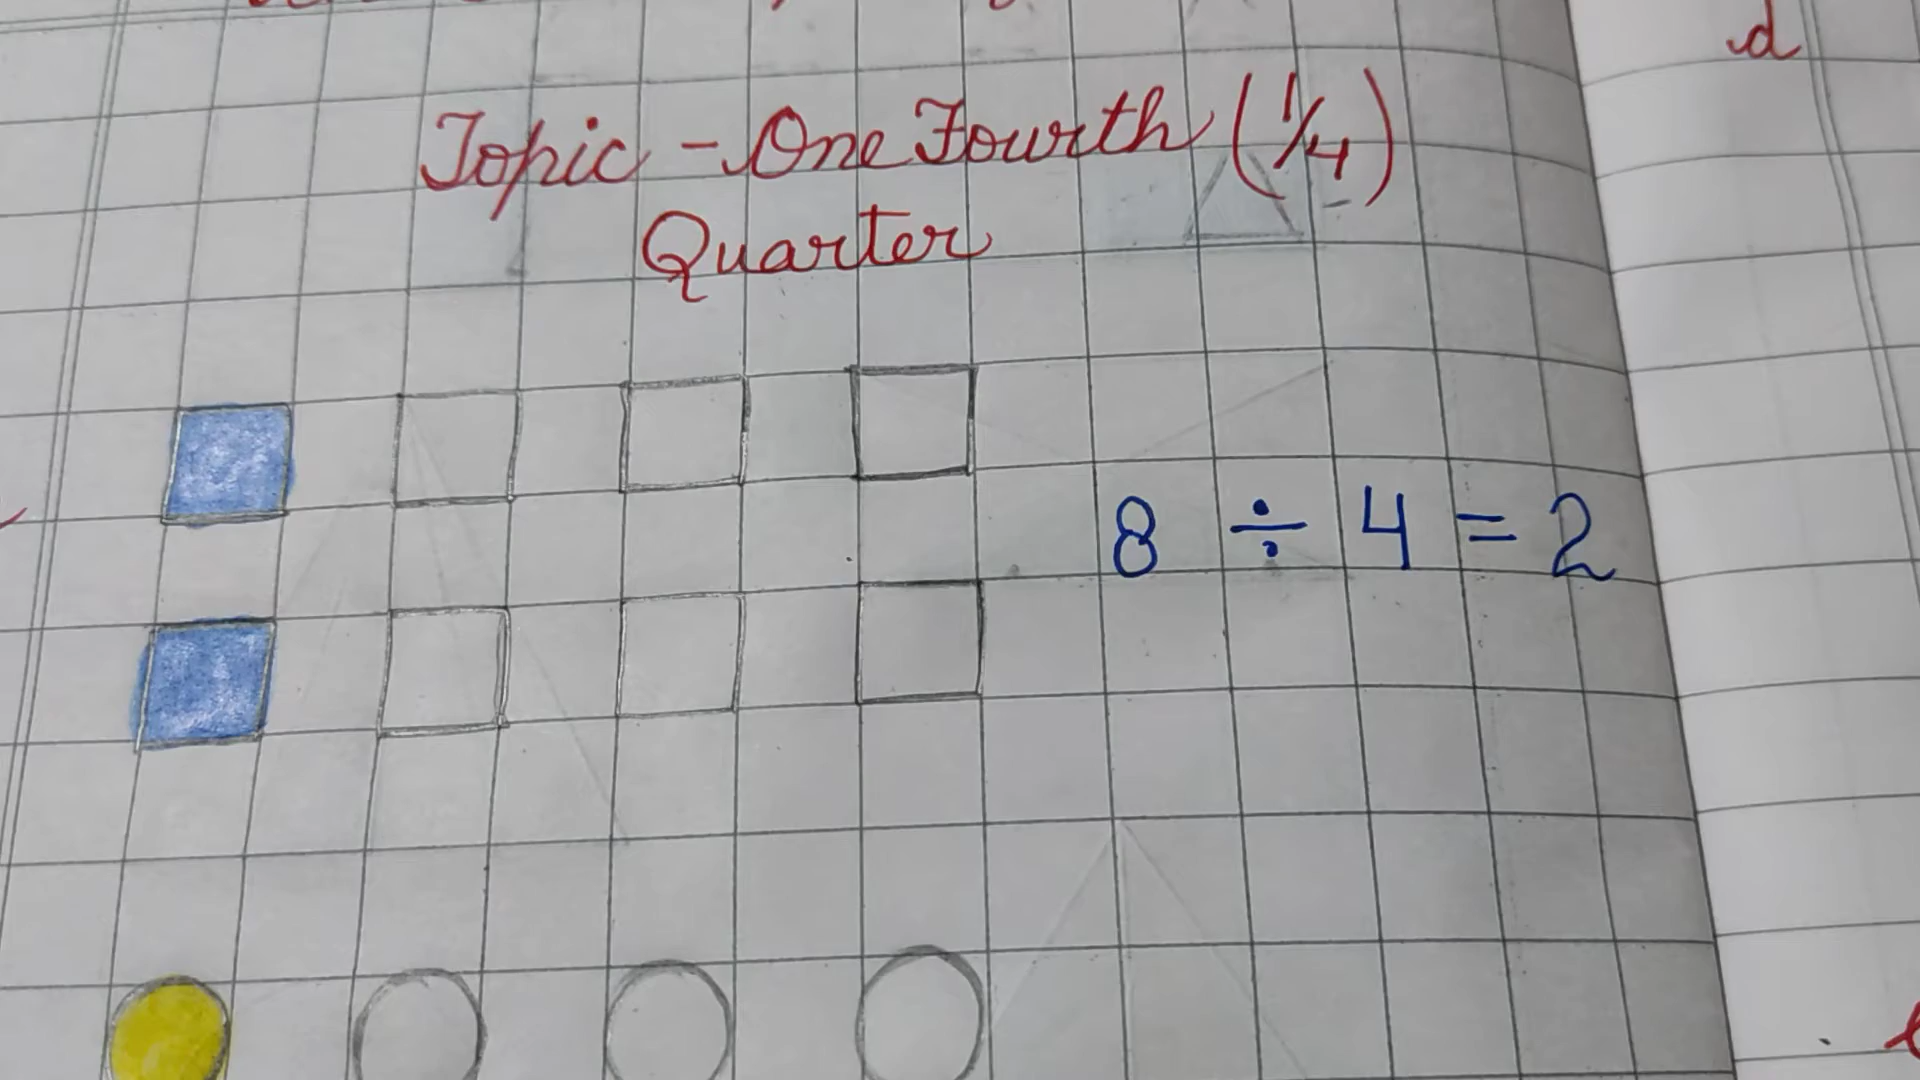 d
Topic - One Fourth (1/4)
Quarter
8 ÷ 4 = 2